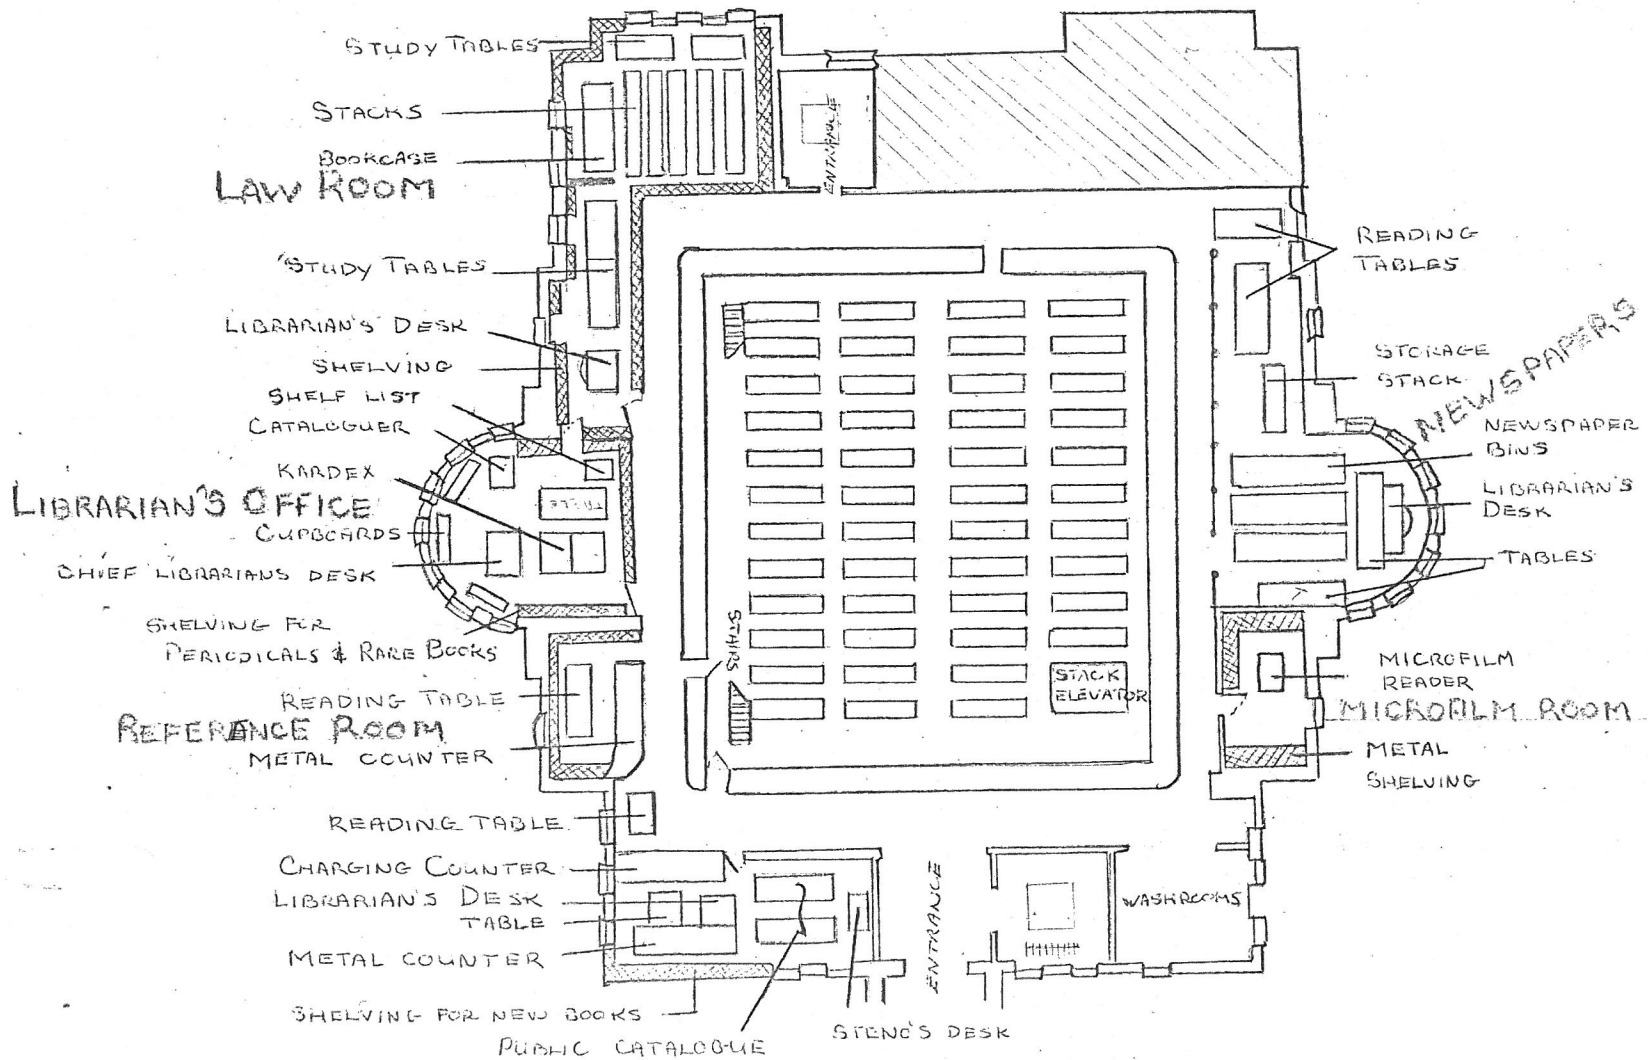 STUDY TABLES
STACKS
BOOKCASE
LAW ROOM
ENTRANCE
STUDY TABLES
LIBRARIAN'S DESK
SHELVING
SHELF LIST
CATALOGUER
KARDEX
TABLE
LIBRARIAN'S OFFICE
CUPBOARDS
CHIEF LIBRARIANS DESK
SHELVING FOR
PERIODICALS & RARE BOOKS
READING TABLE
REFERENCE ROOM
METAL COUNTER
READING TABLE
CHARGING COUNTER
LIBRARIAN'S DESK
TABLE
METAL COUNTER
SHELVING FOR NEW BOOKS
PUBLIC CATALOGUE
STENO'S DESK
ENTRANCE
WASHROOMS
STAIRS
STACK
ELEVATOR
READING
TABLES
NEWSPAPERS
STORAGE
STACK
NEWSPAPER
BINS
LIBRARIAN'S
DESK
TABLES
MICROFILM
READER
MICROFILM ROOM
METAL
SHELVING